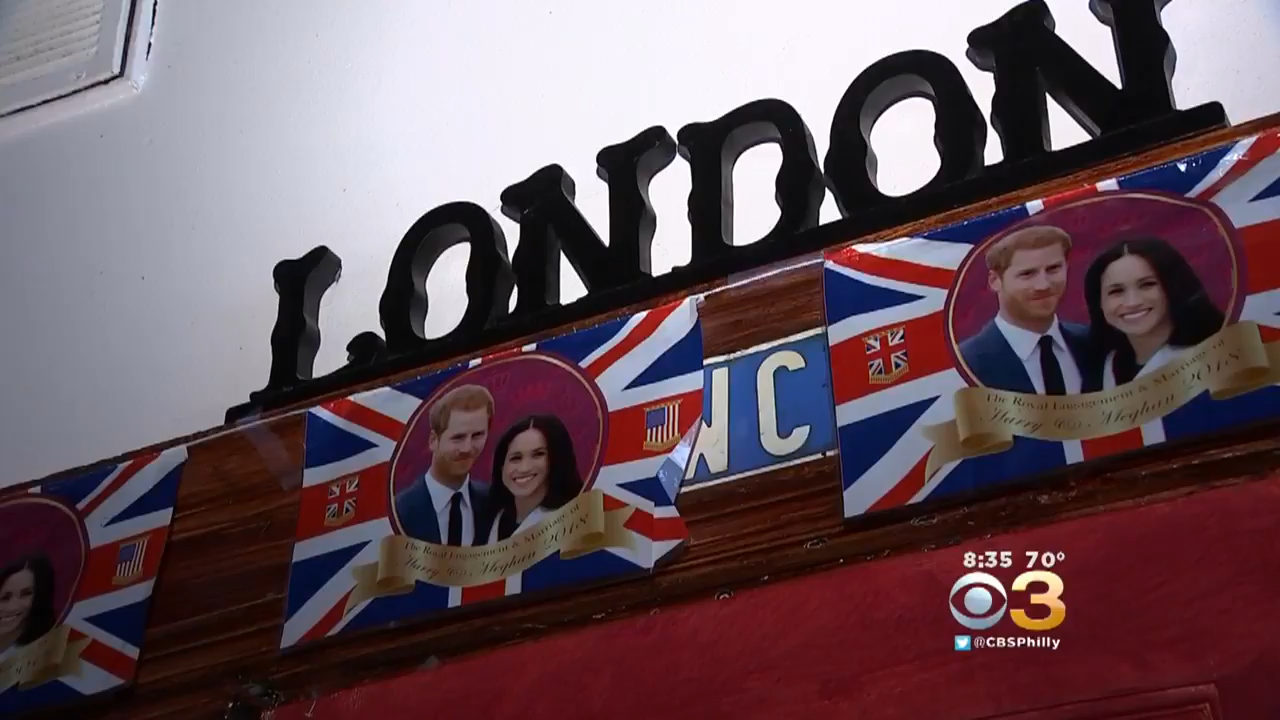 LONDON
WC
The Royal Engagement & Marriage of
Harry & Meghan 2018
The Royal Engagement & Marriage of
Harry & Meghan 2018
8:35 70°
3
@CBSPhilly